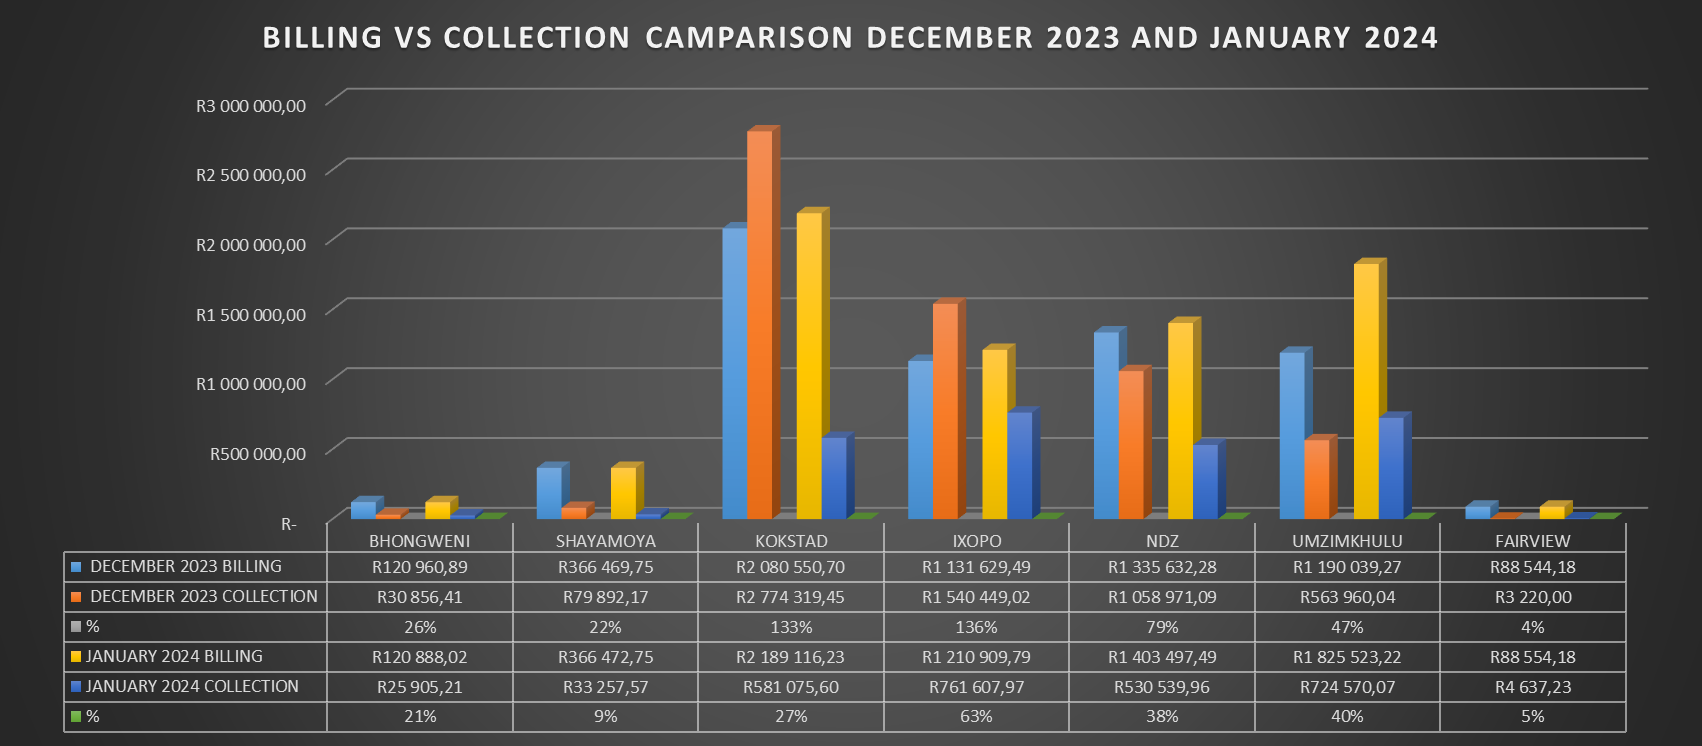 BILLING VS COLLECTION CAMPARISON DECEMBER 2023 AND JANUARY 2024
R3 000 000,00
R2 500 000,00
R2 000 000,00
R1 500 000,00
R1 000 000,00
R500 000,00
R-
BHONGWENI SHAYAMOYA KOKSTAD IXOPO NDZ UMZIMKHULU FAIRVIEW
DECEMBER 2023 BILLING R120 960,89 R366 469,75 R2 080 550,70 R1 131 629,49 R1 335 632,28 R1 190 039,27 R88 544,18
DECEMBER 2023 COLLECTION R30 856,41 R79 892,17 R2 774 319,45 R1 540 449,02 R1 058 971,09 R563 960,04 R3 220,00
% 26% 22% 133% 136% 79% 47% 4%
JANUARY 2024 BILLING R120 888,02 R366 472,75 R2 189 116,23 R1 210 909,79 R1 403 497,49 R1 825 523,22 R88 554,18
JANUARY 2024 COLLECTION R25 905,21 R33 257,57 R581 075,60 R761 607,97 R530 539,96 R724 570,07 R4 637,23
% 21% 9% 27% 63% 38% 40% 5%